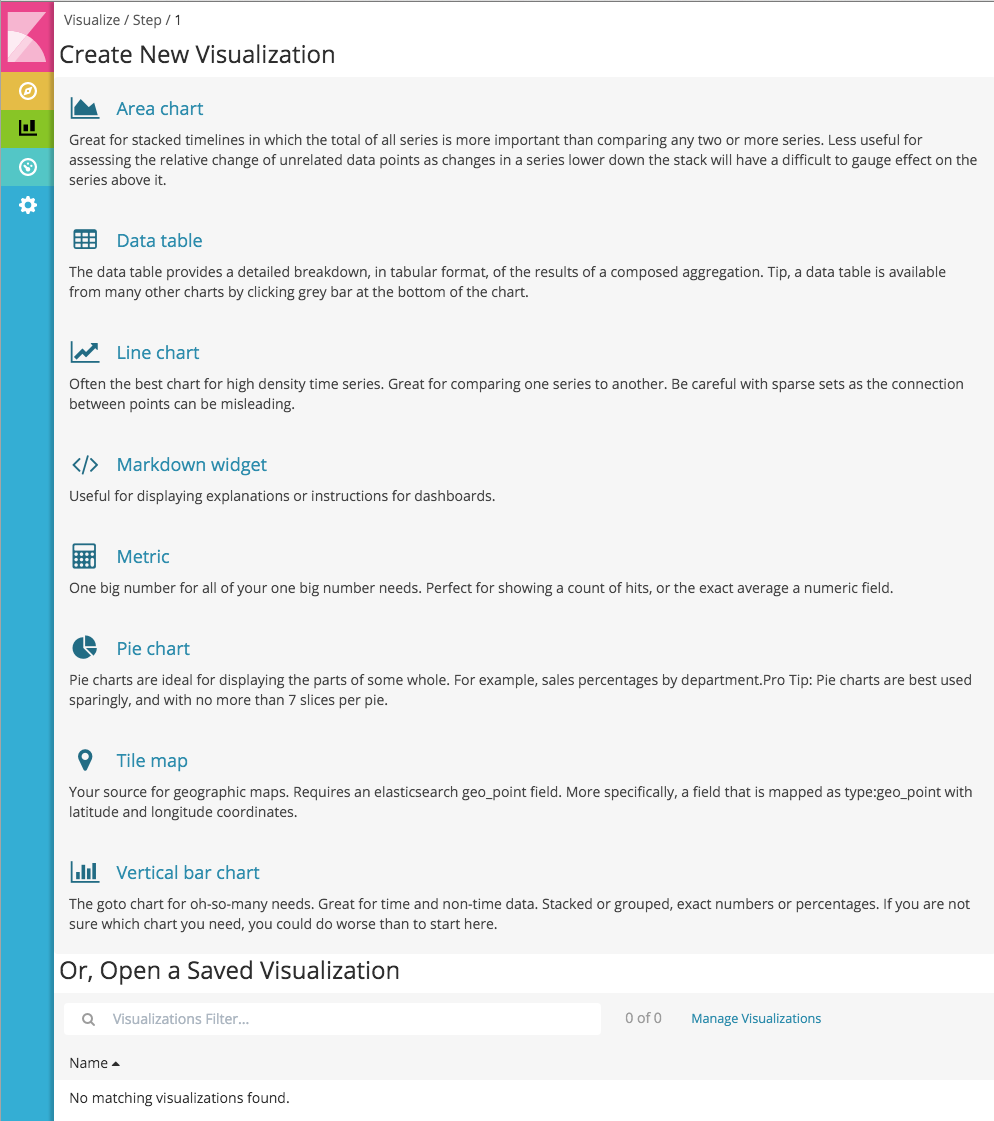 Visualize / Step / 1
Create New Visualization
Area chart
Great for stacked timelines in which the total of all series is more important than comparing any two or more series. Less useful for
assessing the relative change of unrelated data points as changes in a series lower down the stack will have a difficult to gauge effect on the
series above it.
Data table
The data table provides a detailed breakdown, in tabular format, of the results of a composed aggregation. Tip, a data table is available
from many other charts by clicking grey bar at the bottom of the chart.
Line chart
Often the best chart for high density time series. Great for comparing one series to another. Be careful with sparse sets as the connection
between points can be misleading.
Markdown widget
Useful for displaying explanations or instructions for dashboards.
Metric
One big number for all of your one big number needs. Perfect for showing a count of hits, or the exact average a numeric field.
Pie chart
Pie charts are ideal for displaying the parts of some whole. For example, sales percentages by department.Pro Tip: Pie charts are best used
sparingly, and with no more than 7 slices per pie.
Tile map
Your source for geographic maps. Requires an elasticsearch geo_point field. More specifically, a field that is mapped as type:geo_point with
latitude and longitude coordinates.
Vertical bar chart
The goto chart for oh-so-many needs. Great for time and non-time data. Stacked or grouped, exact numbers or percentages. If you are not
sure which chart you need, you could do worse than to start here.
Or, Open a Saved Visualization
Visualizations Filter... 0 of 0 Manage Visualizations
Name
No matching visualizations found.